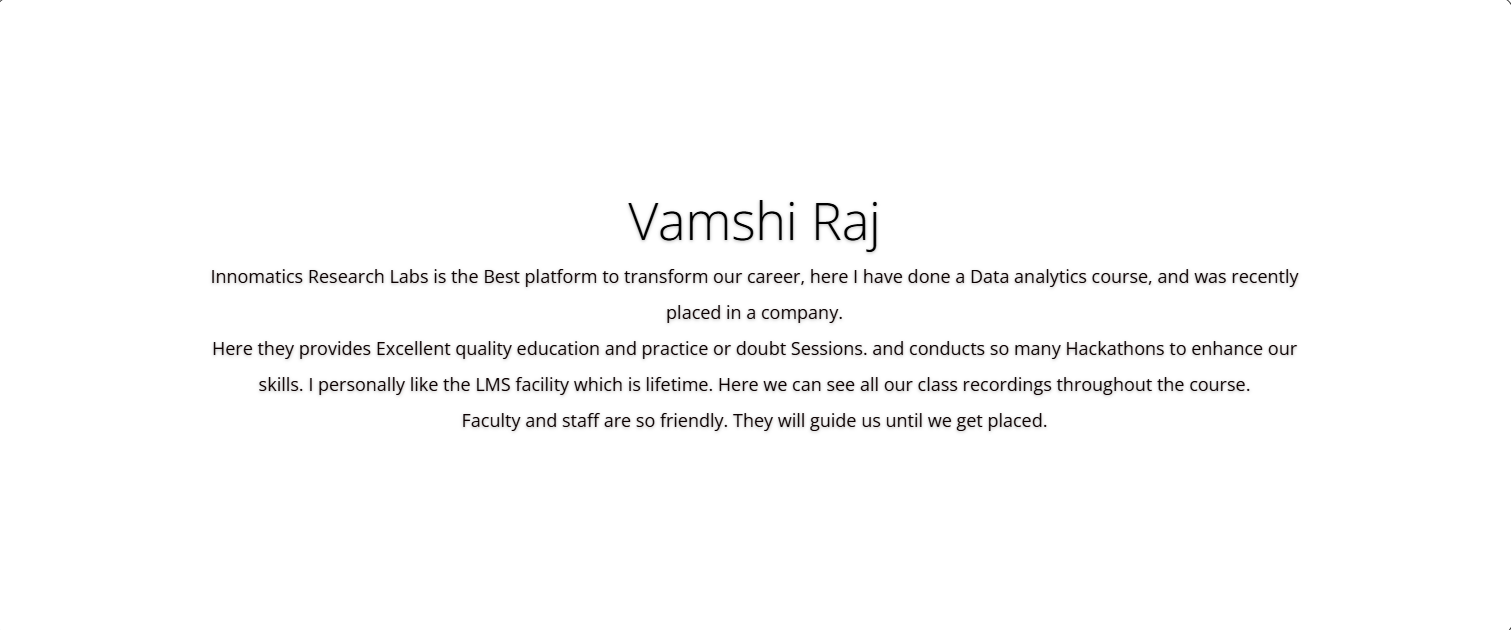 Vamshi Raj
Innomatics Research Labs is the Best platform to transform our career, here I have done a Data analytics course, and was recently
placed in a company.
Here they provides Excellent quality education and practice or doubt Sessions. and conducts so many Hackathons to enhance our
skills. I personally like the LMS facility which is lifetime. Here we can see all our class recordings throughout the course.
Faculty and staff are so friendly. They will guide us until we get placed.